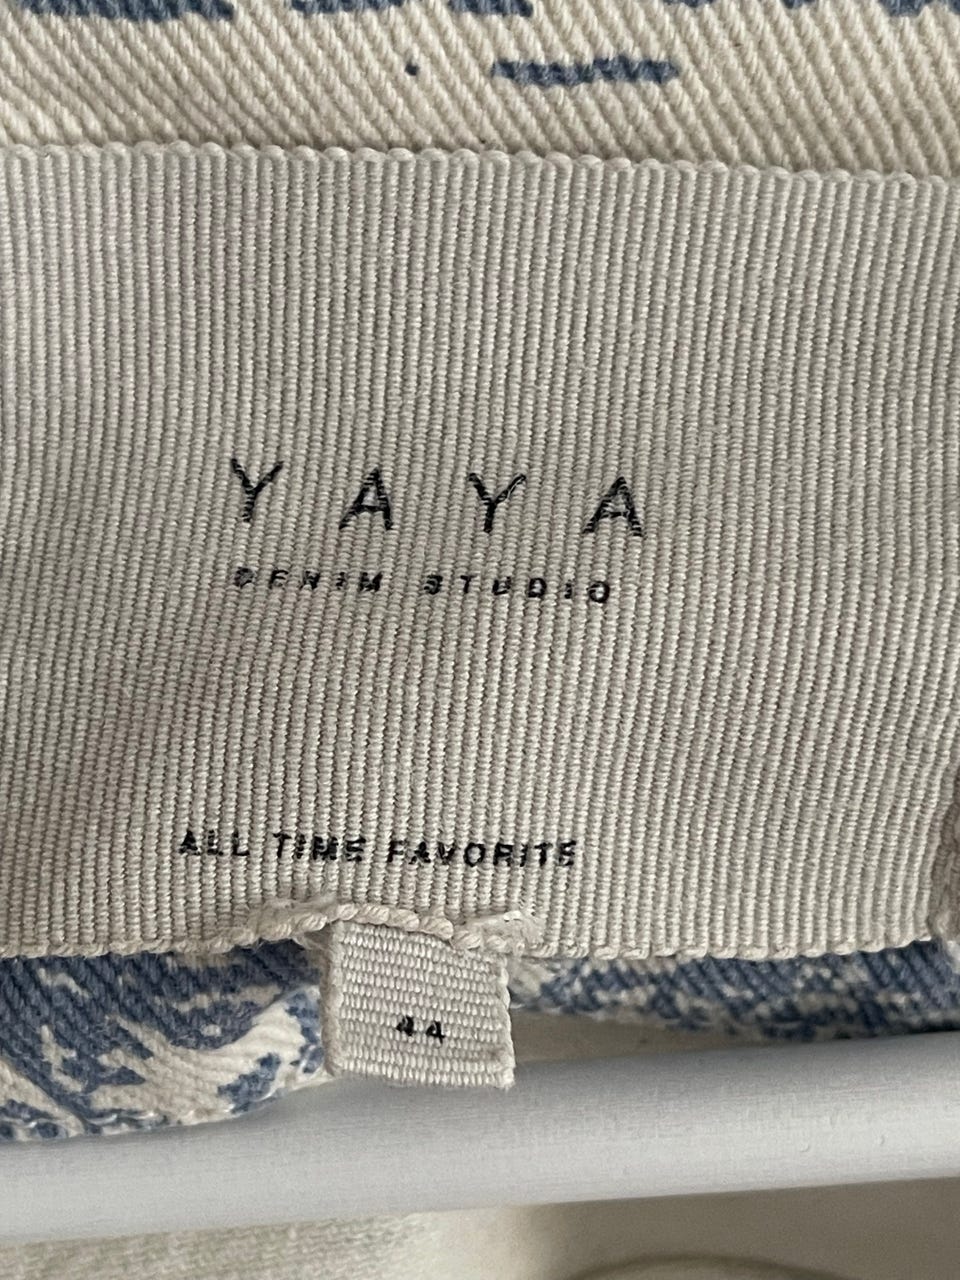 YAYA
DENIM STUDIO
ALL TIME FAVORITE
44